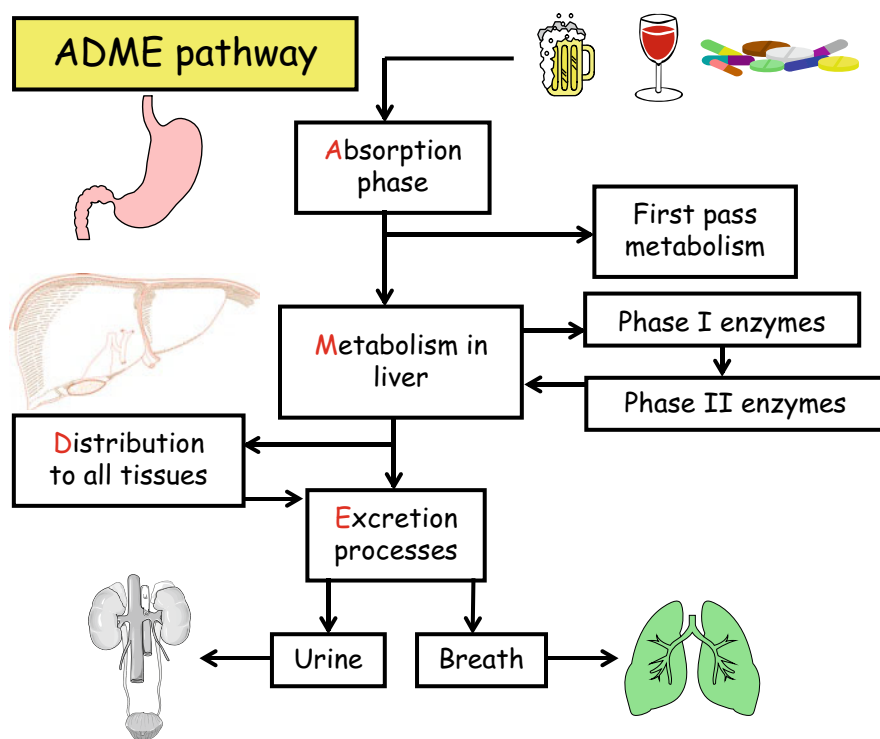 ADME pathway
Absorption
phase
First pass
metabolism
Metabolism in
liver
Phase I enzymes
Phase II enzymes
Distribution
to all tissues
Excretion
processes
Urine
Breath